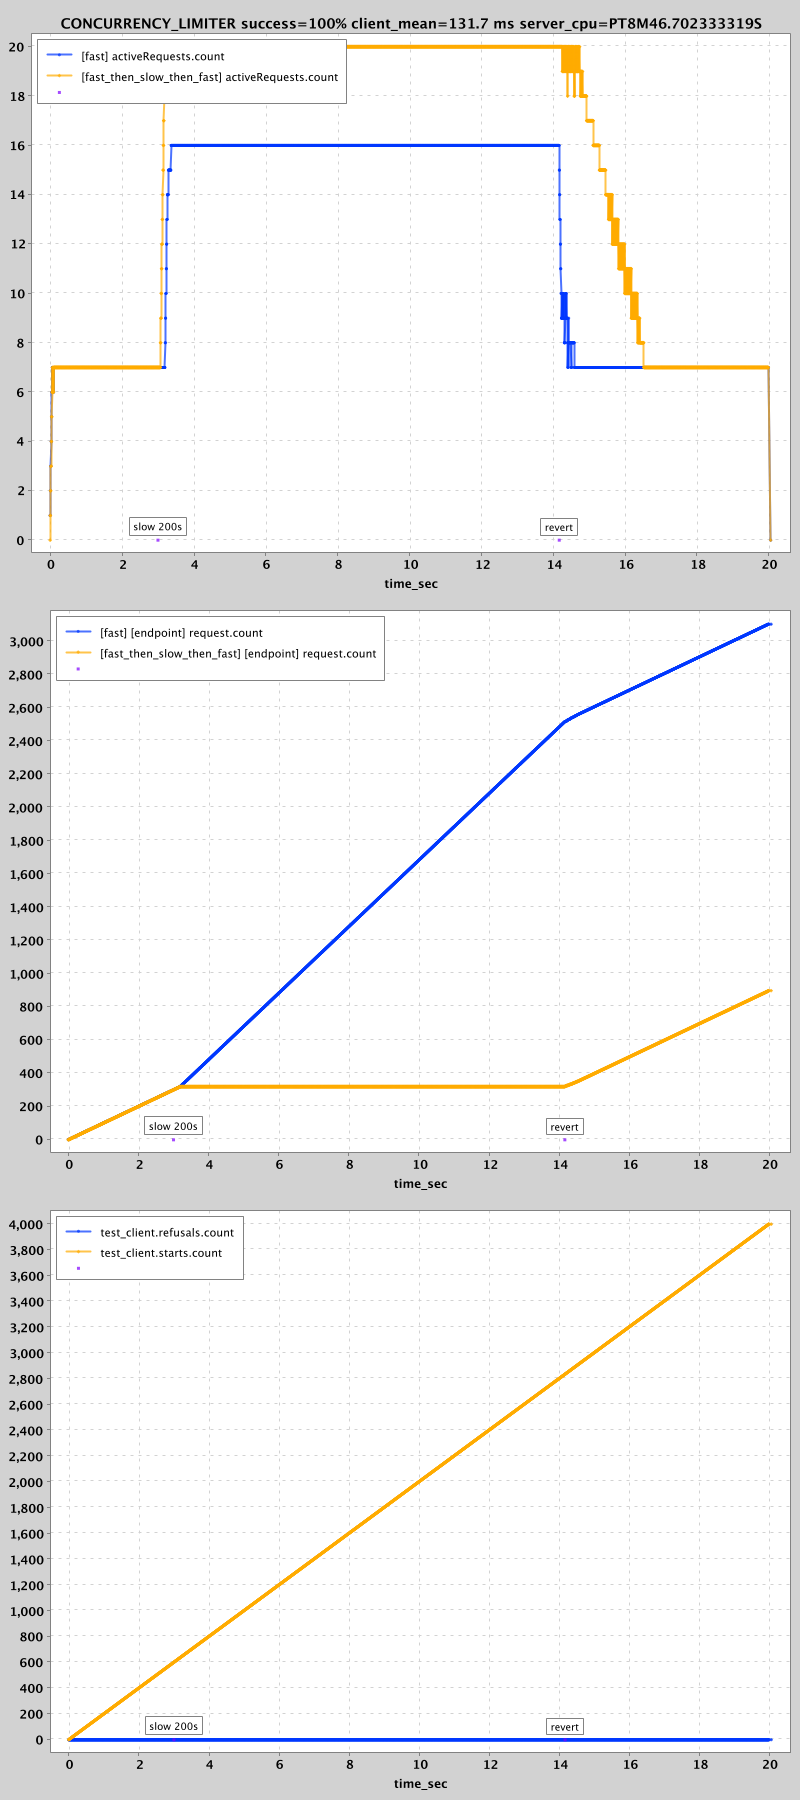 CONCURRENCY_LIMITER success=100% client_mean=131.7 ms server_cpu=PT8M46.702333319S
[fast] activeRequests.count
[fast_then_slow_then_fast] activeRequests.count
20
18
16
14
12
10
8
6
4
2
0
slow 200s
revert
0 2 4 6 8 10 12 14 16 18 20
time_sec
[fast] [endpoint] request.count
[fast_then_slow_then_fast] [endpoint] request.count
3,000
2,800
2,600
2,400
2,200
2,000
1,800
1,600
1,400
1,200
1,000
800
600
400
200
0
slow 200s
revert
0 2 4 6 8 10 12 14 16 18 20
time_sec
test_client.refusals.count
test_client.starts.count
4,000
3,800
3,600
3,400
3,200
3,000
2,800
2,600
2,400
2,200
2,000
1,800
1,600
1,400
1,200
1,000
800
600
400
200
0
slow 200s
revert
0 2 4 6 8 10 12 14 16 18 20
time_sec